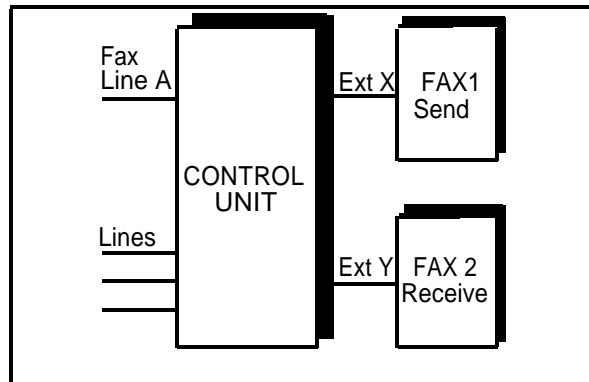 Fax
Line A
Ext X
FAX1
Send
CONTROL
UNIT
Lines
Ext Y
FAX 2
Receive